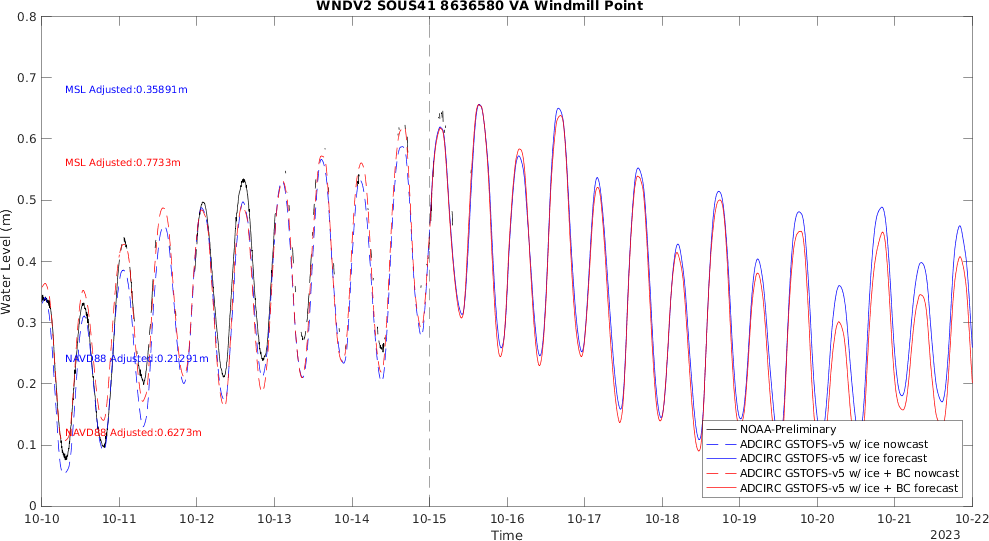 WNDV2 SOUS41 8636580 VA Windmill Point
0.8
0.7
0.6
0.5
0.4
0.3
0.2
0.1
0
Water Level (m)
MSL Adjusted:0.35891m
MSL Adjusted:0.7733m
NAVD88 Adjusted:0.21291m
NAVD88 Adjusted:0.6273m
NOAA-Preliminary
ADCIRC GSTOFS-v5 w/ ice nowcast
ADCIRC GSTOFS-v5 w/ ice forecast
ADCIRC GSTOFS-v5 w/ ice + BC nowcast
ADCIRC GSTOFS-v5 w/ ice + BC forecast
10-10 10-11 10-12 10-13 10-14 10-15 10-16 10-17 10-18 10-19 10-20 10-21 10-22
Time
2023